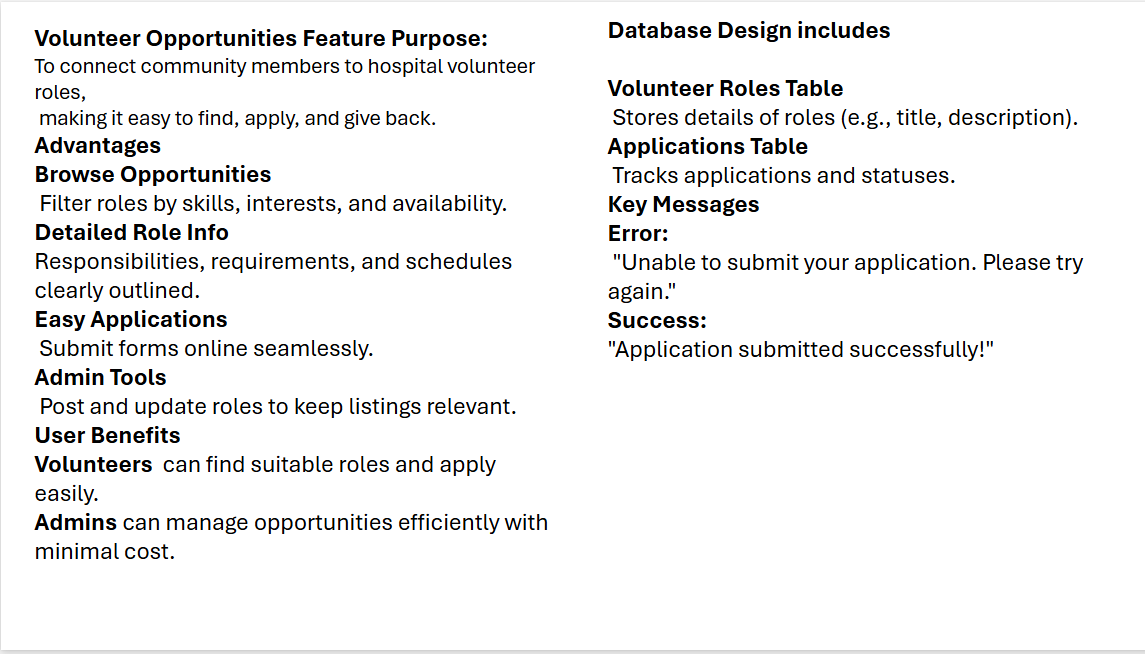 Volunteer Opportunities Feature Purpose:
To connect community members to hospital volunteer
roles,
making it easy to find, apply, and give back.
Advantages
Browse Opportunities
Filter roles by skills, interests, and availability.
Detailed Role Info
Responsibilities, requirements, and schedules
clearly outlined.
Easy Applications
Submit forms online seamlessly.
Admin Tools
Post and update roles to keep listings relevant.
User Benefits
Volunteers can find suitable roles and apply
easily.
Admins can manage opportunities efficiently with
minimal cost.
Database Design includes
Volunteer Roles Table
Stores details of roles (e.g., title, description).
Applications Table
Tracks applications and statuses.
Key Messages
Error:
"Unable to submit your application. Please try
again."
Success:
"Application submitted successfully!"